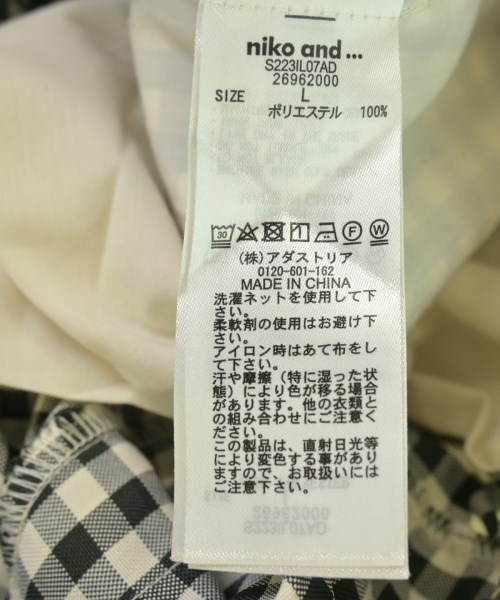 niko and ...
S223IL07AD
26962000
SIZE L
ポリエステル 100%
30
F W
(株)アダストリア
0120-601-162
MADE IN CHINA
洗濯ネットを使用して下
さい。
柔軟剤の使用はお避け下
さい。
アイロン時はあて布をし
て下さい。
汗や摩擦(特に湿った状
態)により色が移る場合
があります。他の衣類と
の組み合わせにご注意く
ださい。
この製品は、直射日光等
により変色する事があり
ますので、お取扱いには
ご注意下さい。
26962000
S223IL07AD